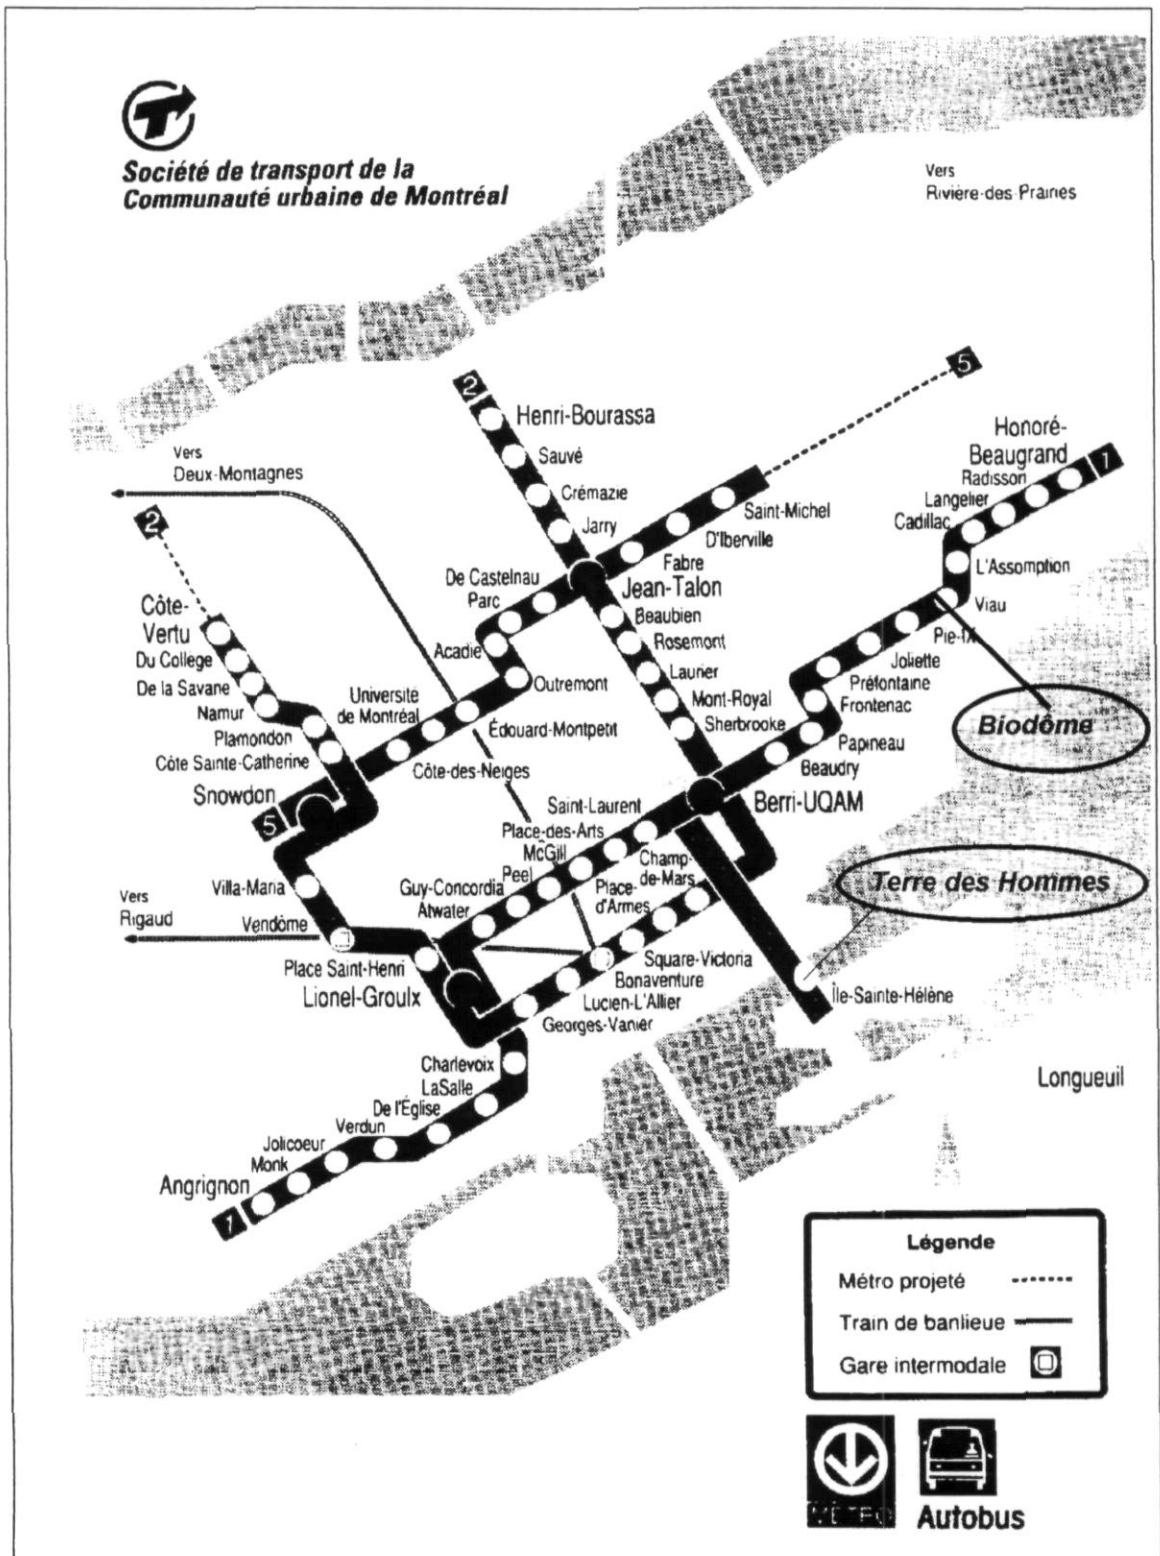 Société de transport de la
Communauté urbaine de Montréal
Vers
Rivière-des-Prairies
2
Henri-Bourassa
5
Honoré-
Beaugrand
1
Vers
Deux-Montagnes
Sauvé
Radisson
Langelier
Cadillac
Crémazie
Saint-Michel
2
Jarry
D'Iberville
Fabre
L'Assomption
De Castelnau
Parc
Jean-Talon
Viau
Côte-
Vertu
Beaubien
Pie-IX
Acadie
Rosemont
Joliette
Du Collège
Laurier
Préfontaine
De la Savane
Outremont
Frontenac
Namur
Université
de Montréal
Mont-Royal
Sherbrooke
Biodôme
Plamondon
Édouard-Montpetit
Papineau
Côte Sainte-Catherine
Côte-des-Neiges
Beaudry
Snowdon
Saint-Laurent
Berri-UQAM
5
Place-des-Arts
McGill
Peel
Champ-
de-Mars
Guy-Concordia
Atwater
Place-
d'Armes
Terre des Hommes
Villa-Maria
Vers
Rigaud
Vendôme
Place Saint-Henri
Square-Victoria
Lionel-Groulx
Bonaventure
Île-Sainte-Hélène
Lucien-L'Allier
Georges-Vanier
Charlevoix
LaSalle
Longueuil
De l'Église
Verdun
Jolicoeur
Monk
Angrignon
1
Légende
Métro projeté
Train de banlieue
Gare intermodale
MÉTRO
Autobus